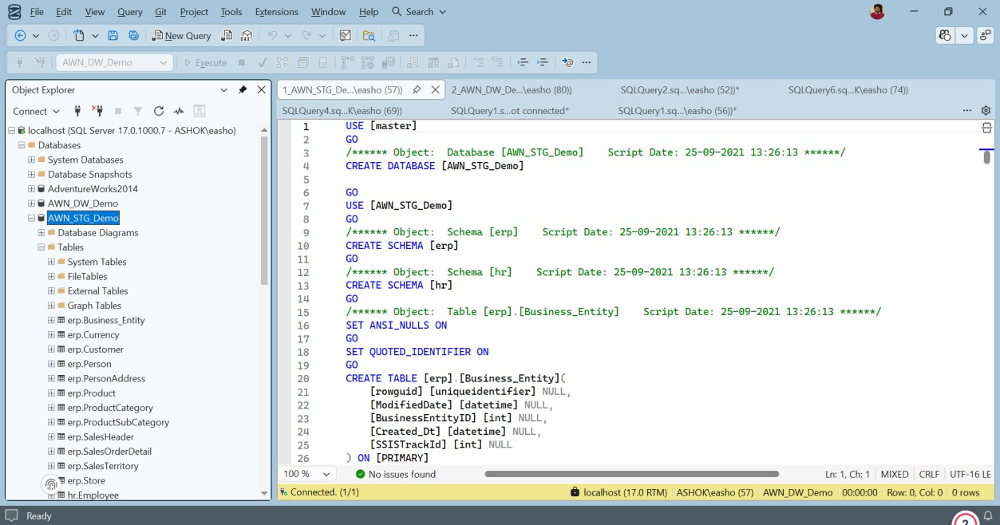 File Edit View Query Git Project Tools Extensions Window Help Search
New Query DAX
AWN_DW_Demo Execute
Object Explorer
Connect
localhost (SQL Server 17.0.1000.7 - ASHOK\easho)
Databases
System Databases
Database Snapshots
AdventureWorks2014
AWN_DW_Demo
AWN_STG_Demo
Database Diagrams
Tables
System Tables
FileTables
External Tables
Graph Tables
erp.Business_Entity
erp.Currency
erp.Customer
erp.Person
erp.PersonAddress
erp.Product
erp.ProductCategory
erp.ProductSubCategory
erp.SalesHeader
erp.SalesOrderDetail
erp.SalesTerritory
erp.Store
hr.Employee
1_AWN_STG_De...\easho (57)) 2_AWN_DW_De...\easho (80)) SQLQuery2.sq...\easho (52))* SQLQuery6.sq...K\easho (74))
SQLQuery4.sq...K\easho (69)) SQLQuery1.s...ot connected* SQLQuery1.sq...\easho (56))*
1 USE [master]
2 GO
3 /****** Object:  Database [AWN_STG_Demo]    Script Date: 25-09-2021 13:26:13 ******/
4 CREATE DATABASE [AWN_STG_Demo]
5
6 GO
7 USE [AWN_STG_Demo]
8 GO
9 /****** Object:  Schema [erp]    Script Date: 25-09-2021 13:26:13 ******/
10 CREATE SCHEMA [erp]
11 GO
12 /****** Object:  Schema [hr]    Script Date: 25-09-2021 13:26:13 ******/
13 CREATE SCHEMA [hr]
14 GO
15 /****** Object:  Table [erp].[Business_Entity]    Script Date: 25-09-2021 13:26:13 ******/
16 SET ANSI_NULLS ON
17 GO
18 SET QUOTED_IDENTIFIER ON
19 GO
20 CREATE TABLE [erp].[Business_Entity](
21 [rowguid] [uniqueidentifier] NULL,
22 [ModifiedDate] [datetime] NULL,
23 [BusinessEntityID] [int] NULL,
24 [Created_Dt] [datetime] NULL,
25 [SSISTrackId] [int] NULL
26 ) ON [PRIMARY]
100 % No issues found Ln: 1, Ch: 1 MIXED CRLF UTF-16 LE
Connected. (1/1) localhost (17.0 RTM) ASHOK\easho (57) AWN_DW_Demo 00:00:00 Row: 0, Col: 0 0 rows
Ready ?